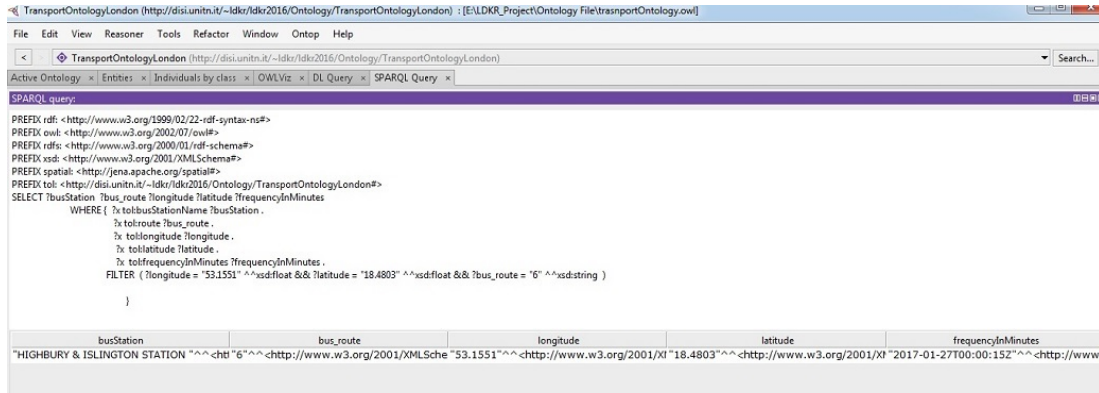 TransportOntologyLondon (http://disi.unitn.it/~ldkr/ldkr2016/Ontology/TransportOntologyLondon) : [E:\LDKR_Project\Ontology File\trasnportOntology.owl]
File Edit View Reasoner Tools Refactor Window Ontop Help
< TransportOntologyLondon (http://disi.unitn.it/~ldkr/ldkr2016/Ontology/TransportOntologyLondon) Search...
Active Ontology × Entities × Individuals by class × OWLViz × DL Query × SPARQL Query ×
SPARQL query:
PREFIX rdf: <http://www.w3.org/1999/02/22-rdf-syntax-ns#>
PREFIX owl: <http://www.w3.org/2002/07/owl#>
PREFIX rdfs: <http://www.w3.org/2000/01/rdf-schema#>
PREFIX xsd: <http://www.w3.org/2001/XMLSchema#>
PREFIX spatial: <http://jena.apache.org/spatial#>
PREFIX tol: <http://disi.unitn.it/~ldkr/ldkr2016/Ontology/TransportOntologyLondon#>
SELECT ?busStation ?bus_route ?longitude ?latitude ?frequencyInMinutes
WHERE { ?x tol:busStationName ?busStation .
?x tol:route ?bus_route .
?x tol:longitude ?longitude .
?x tol:latitude ?latitude .
?x tol:frequencyInMinutes ?frequencyInMinutes .
FILTER ( ?longitude = "53.1551" ^^xsd:float && ?latitude = "18.4803" ^^xsd:float && ?bus_route = "6" ^^xsd:string )
}
busStation bus_route longitude latitude frequencyInMinutes
"HIGHBURY & ISLINGTON STATION "^^<htt "6"^^<http://www.w3.org/2001/XMLSche "53.1551"^^<http://www.w3.org/2001/XI "18.4803"^^<http://www.w3.org/2001/XI "2017-01-27T00:00:15Z"^^<http://www